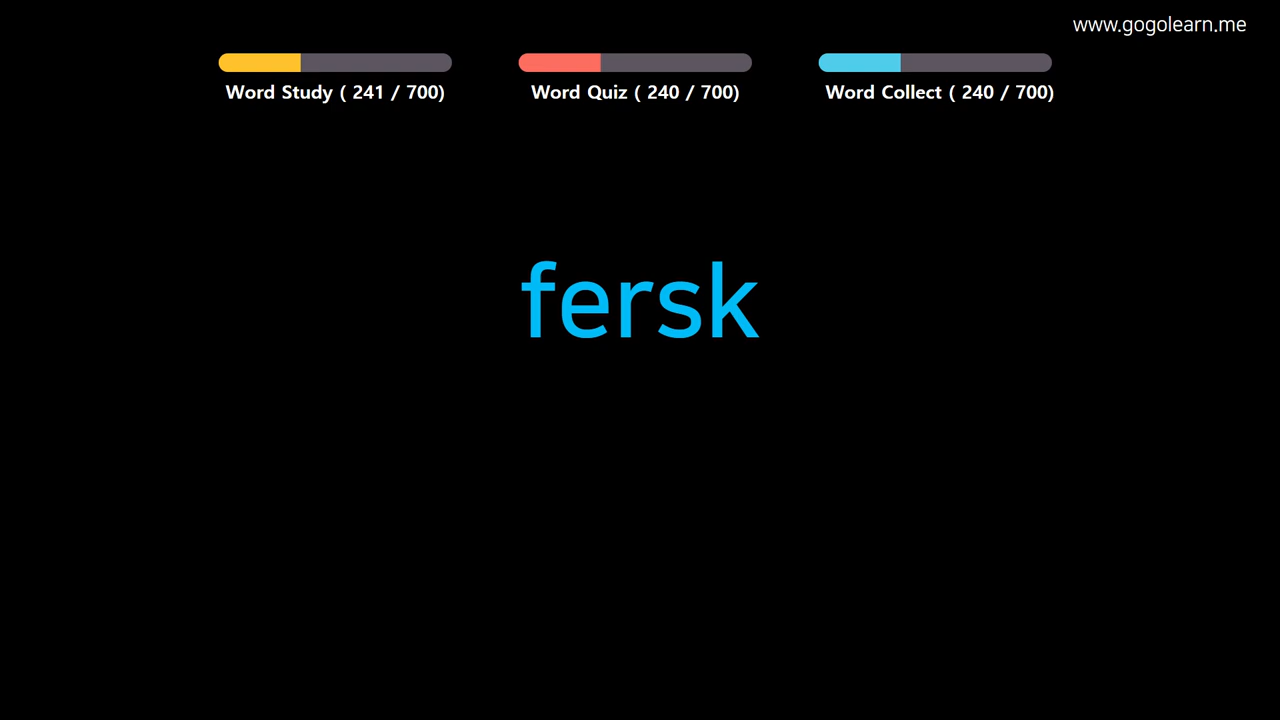 www.gogolearn.me
Word Study ( 241 / 700)
Word Quiz ( 240 / 700)
Word Collect ( 240 / 700)
fersk